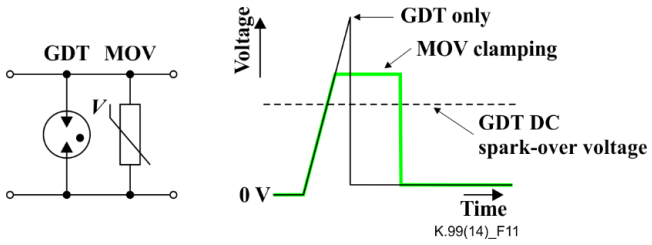 GDT MOV
V
Voltage
GDT only
MOV clamping
GDT DC
spark-over voltage
0 V
Time
K.99(14)_F11